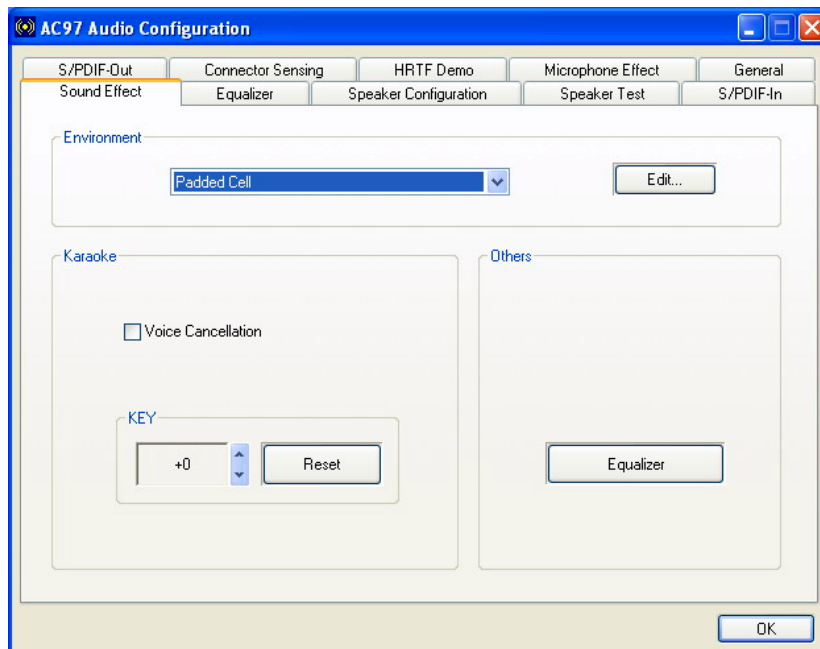 AC97 Audio Configuration
S/PDIF-Out Connector Sensing HRTF Demo Microphone Effect General
Sound Effect Equalizer Speaker Configuration Speaker Test S/PDIF-In
Environment
Padded Cell Edit...
Karaoke Others
Voice Cancellation
KEY
+0 Reset Equalizer
OK